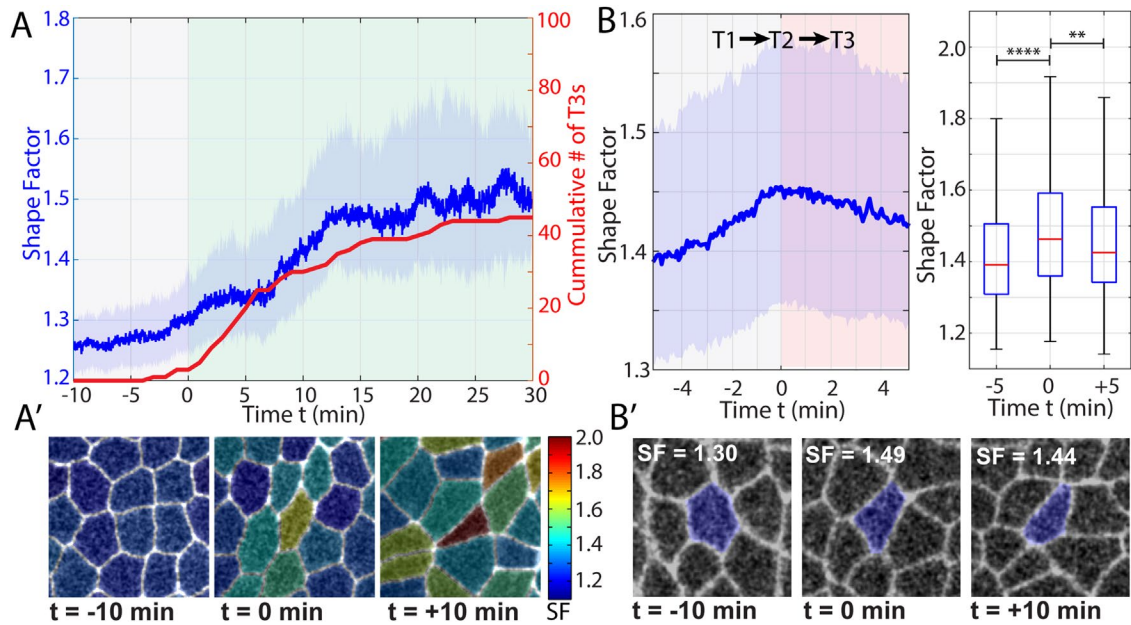 A
1.8
1.7
1.6
1.5
1.4
1.3
1.2
Shape Factor
100
80
60
40
20
0
Cummulative # of T3s
-10 -5 0 5 10 15 20 25 30
Time t (min)
B
1.6
1.5
1.4
1.3
Shape Factor
T1 T2 T3
-4 -2 0 2 4
Time t (min)
2.0
1.8
1.6
1.4
1.2
Shape Factor
**** **
-5 0 +5
Time t (min)
A'
t = -10 min
t = 0 min
t = +10 min
2.0
1.8
1.6
1.4
1.2
SF
B'
SF = 1.30
SF = 1.49
SF = 1.44
t = -10 min
t = 0 min
t = +10 min